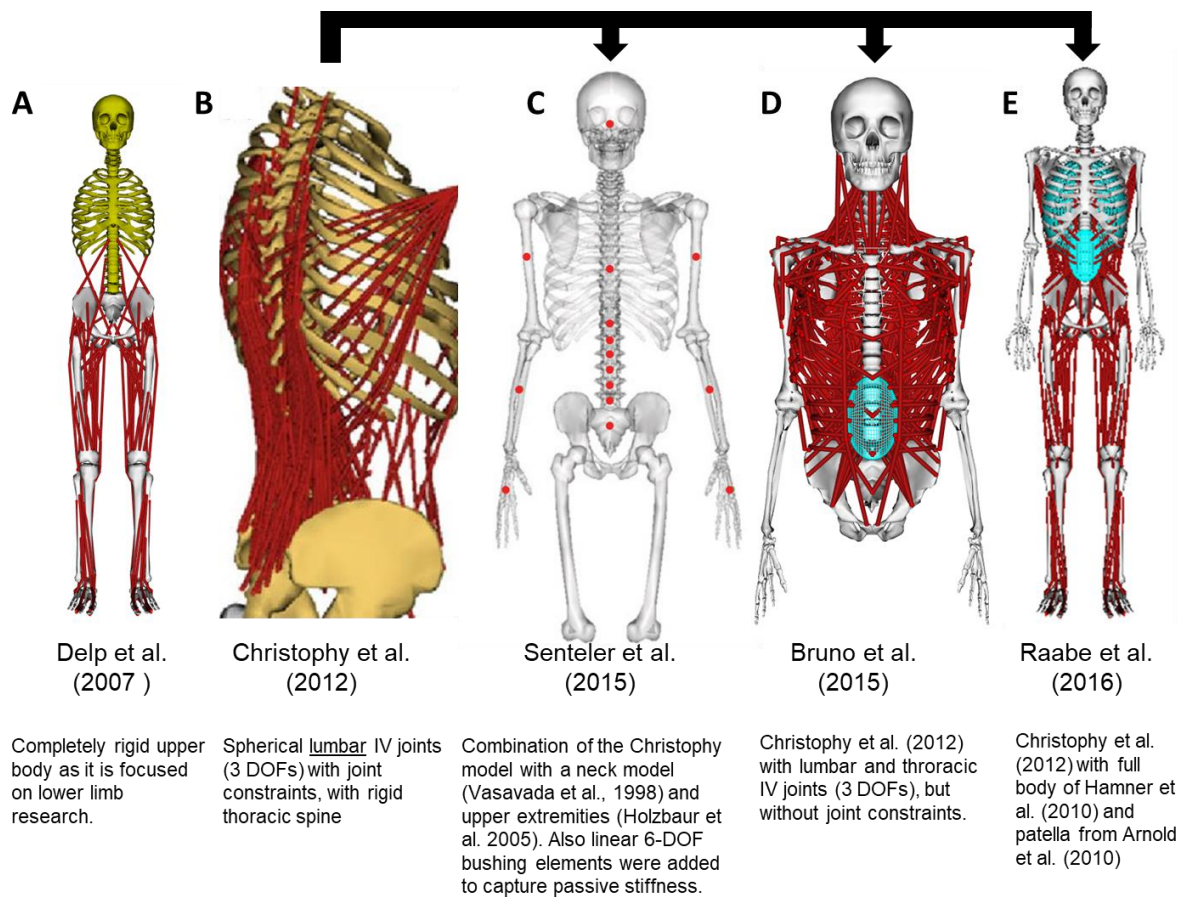 A
B
C
D
E
Delp et al.
(2007 )
Christophy et al.
(2012)
Senteler et al.
(2015)
Bruno et al.
(2015)
Raabe et al.
(2016)
Completely rigid upper
body as it is focused
on lower limb
research.
Spherical lumbar IV joints
(3 DOFs) with joint
constraints, with rigid
thoracic spine
Combination of the Christophy
model with a neck model
(Vasavada et al., 1998) and
upper extremities (Holzbaur et
al. 2005). Also linear 6-DOF
bushing elements were added
to capture passive stiffness.
Christophy et al. (2012)
with lumbar and throracic
IV joints (3 DOFs), but
without joint constraints.
Christophy et al.
(2012) with full
body of Hamner et
al. (2010) and
patella from Arnold
et al. (2010)